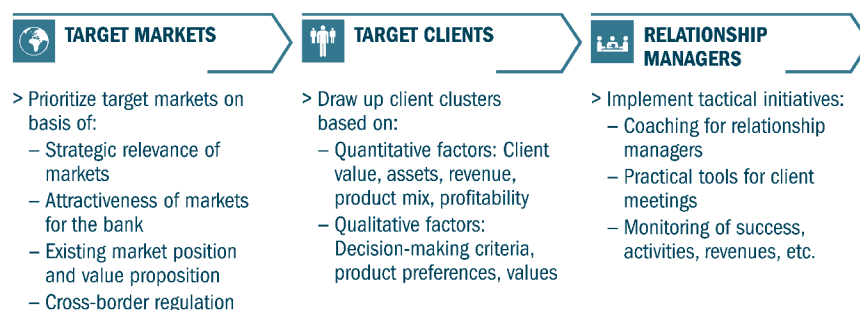 TARGET MARKETS
> Prioritize target markets on
basis of:
– Strategic relevance of
markets
– Attractiveness of markets
for the bank
– Existing market position
and value proposition
– Cross-border regulation
TARGET CLIENTS
> Draw up client clusters
based on:
– Quantitative factors: Client
value, assets, revenue,
product mix, profitability
– Qualitative factors:
Decision-making criteria,
product preferences, values
RELATIONSHIP
MANAGERS
> Implement tactical initiatives:
– Coaching for relationship
managers
– Practical tools for client
meetings
– Monitoring of success,
activities, revenues, etc.